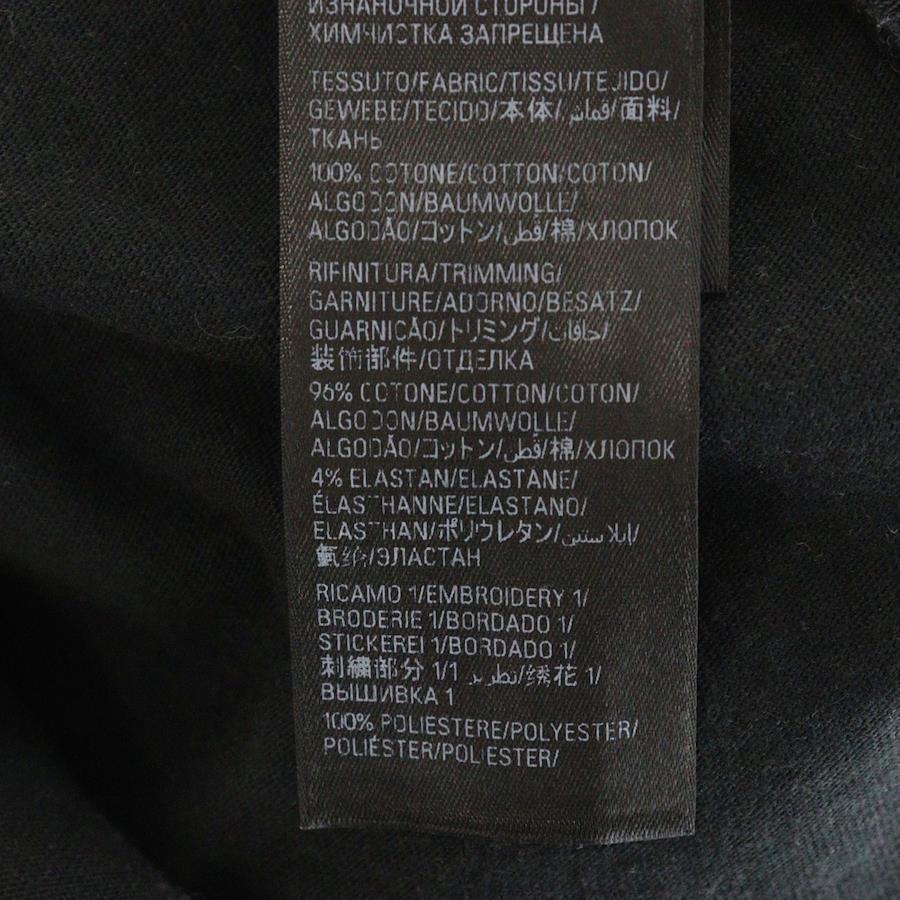 ИЗНАНОЧНОЙ СТОРОНЫ/
ХИМЧИСТКА ЗАПРЕЩЕНА
TESSUTO/FABRIC/TISSU/TEJIDO/
GEWEBE/TECIDO/本体/قماش/面料/
ТКАНЬ
100% COTONE/COTTON/COTON/
ALGODON/BAUMWOLLE/
ALGODÃO/コットン/قطن/棉/ХЛОПОК
RIFINITURA/TRIMMING/
GARNITURE/ADORNO/BESATZ/
GUARNICÃO/トリミング/حافات/
装饰部件/ОТДЕЛКА
96% COTONE/COTTON/COTON/
ALGODON/BAUMWOLLE/
ALGODÃO/コットン/قطن/棉/ХЛОПОК
4% ELASTAN/ELASTANE/
ÉLASTHANNE/ELASTANO/
ELASTHAN/ポリウレタン/إيلاستين/
氨纶/ЭЛАСТАН
RICAMO 1/EMBROIDERY 1/
BRODERIE 1/BORDADO 1/
STICKEREI 1/BORDADO 1/
刺繍部分 1/1 تطريز/绣花 1/
ВЫШИВКА 1
100% POLIESTERE/POLYESTER/
POLIÉSTER/POLIESTER/